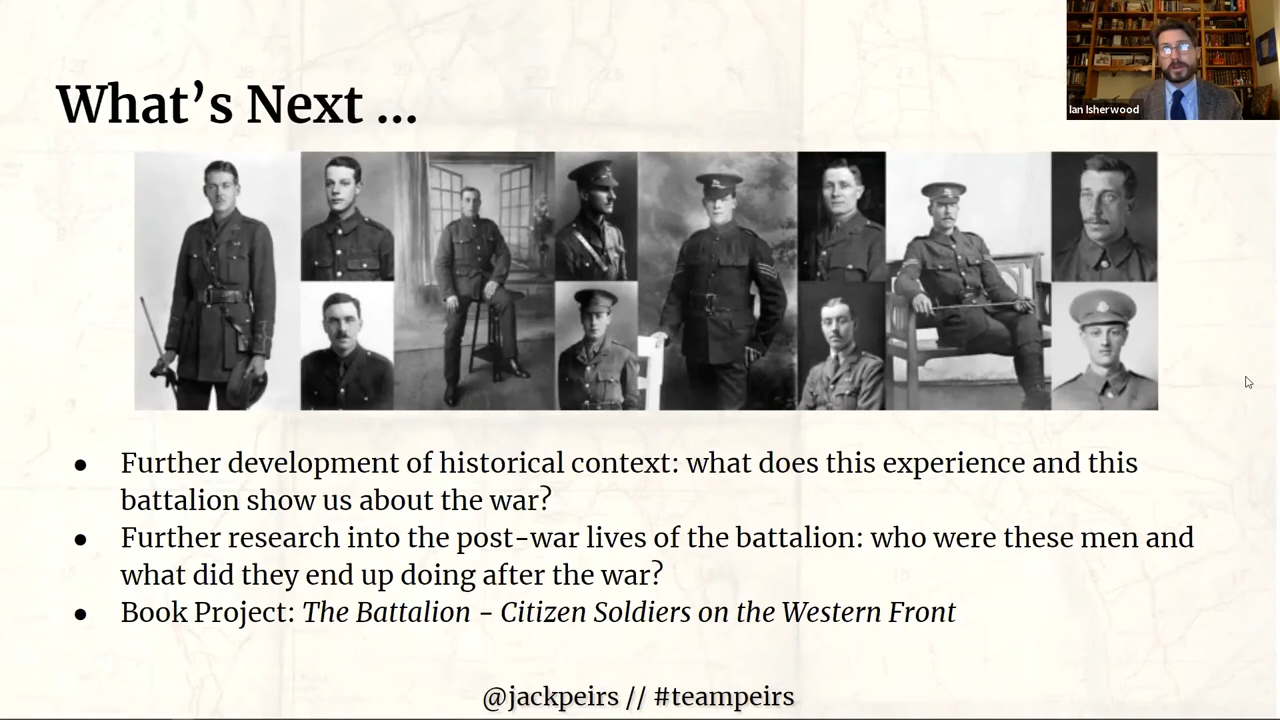 What's Next ...
Ian Isherwood
● Further development of historical context: what does this experience and this
battalion show us about the war?
● Further research into the post-war lives of the battalion: who were these men and
what did they end up doing after the war?
● Book Project: The Battalion - Citizen Soldiers on the Western Front
@jackpeirs // #teampeirs